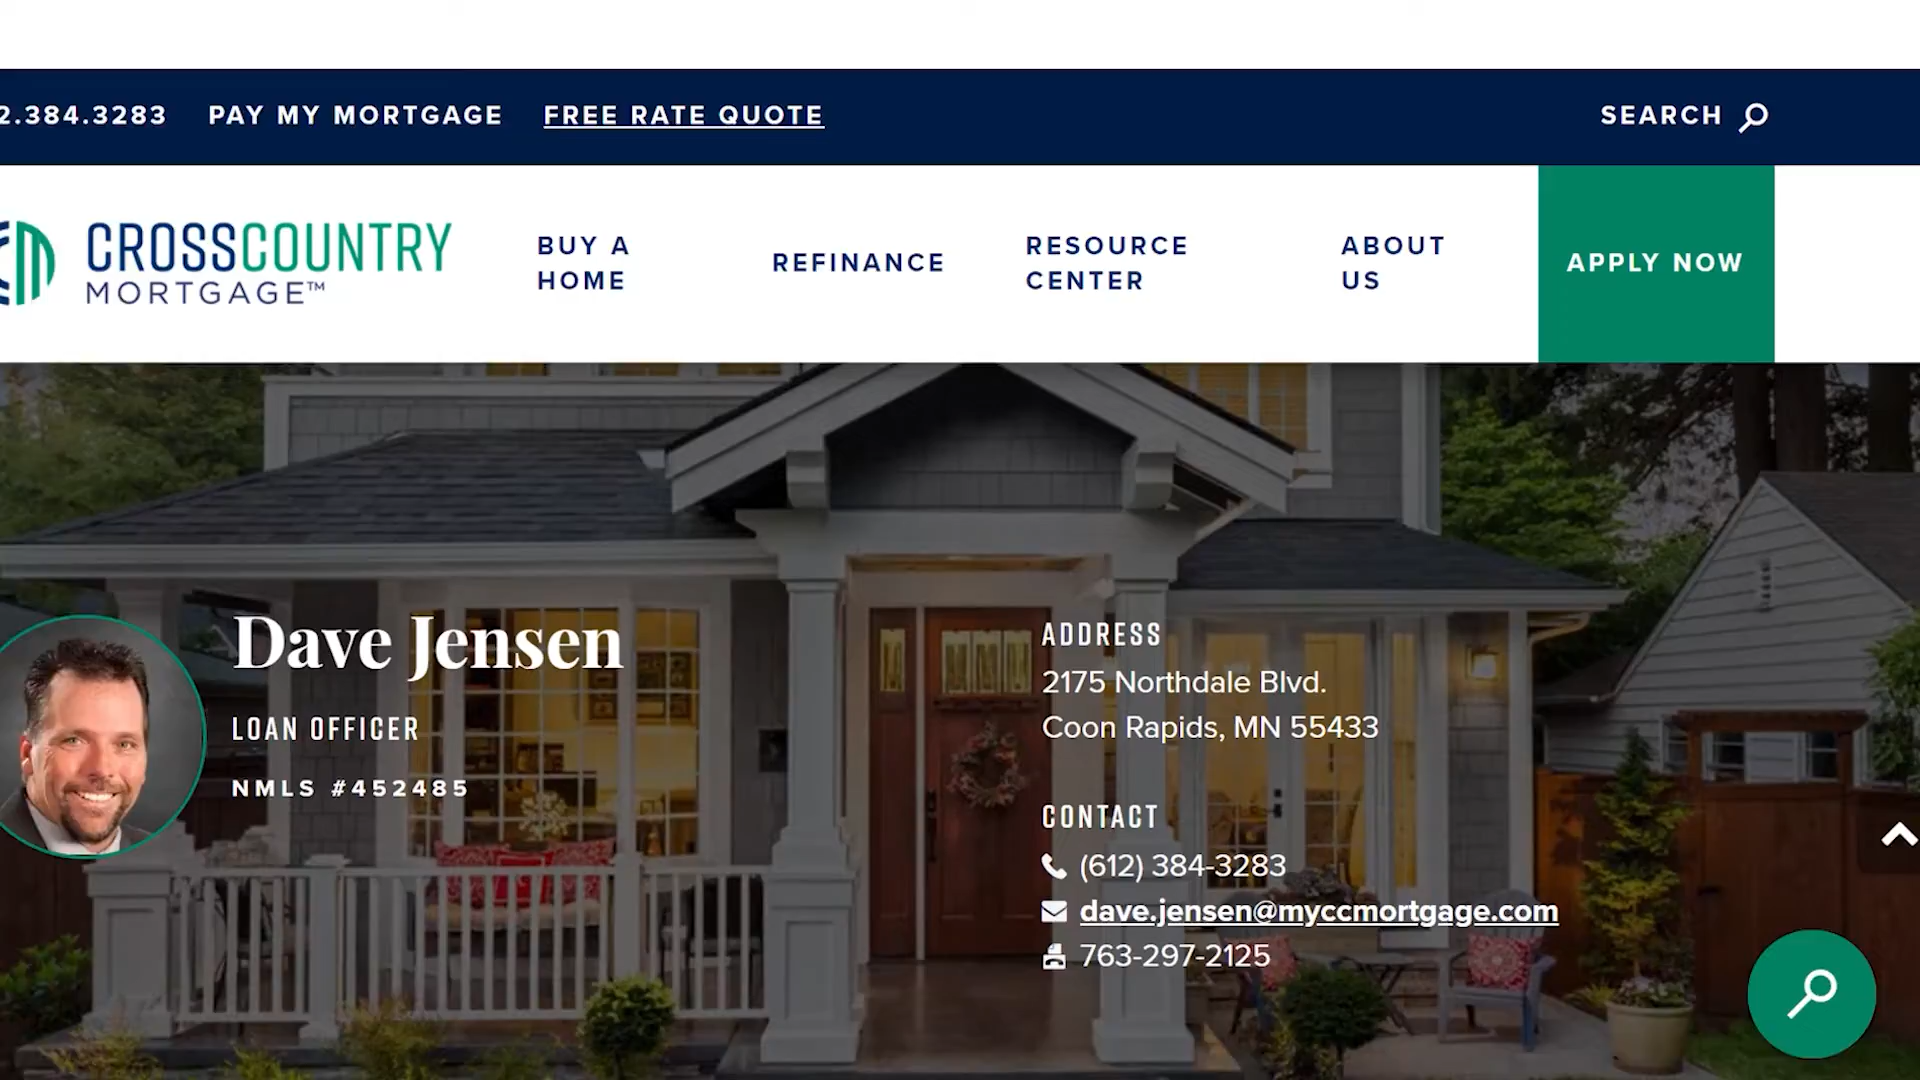 2.384.3283 PAY MY MORTGAGE FREE RATE QUOTE SEARCH
CROSSCOUNTRY
MORTGAGE™
BUY A
HOME
REFINANCE
RESOURCE
CENTER
ABOUT
US
APPLY NOW
Dave Jensen
LOAN OFFICER
NMLS #452485
ADDRESS
2175 Northdale Blvd.
Coon Rapids, MN 55433
CONTACT
(612) 384-3283
dave.jensen@myccmortgage.com
763-297-2125